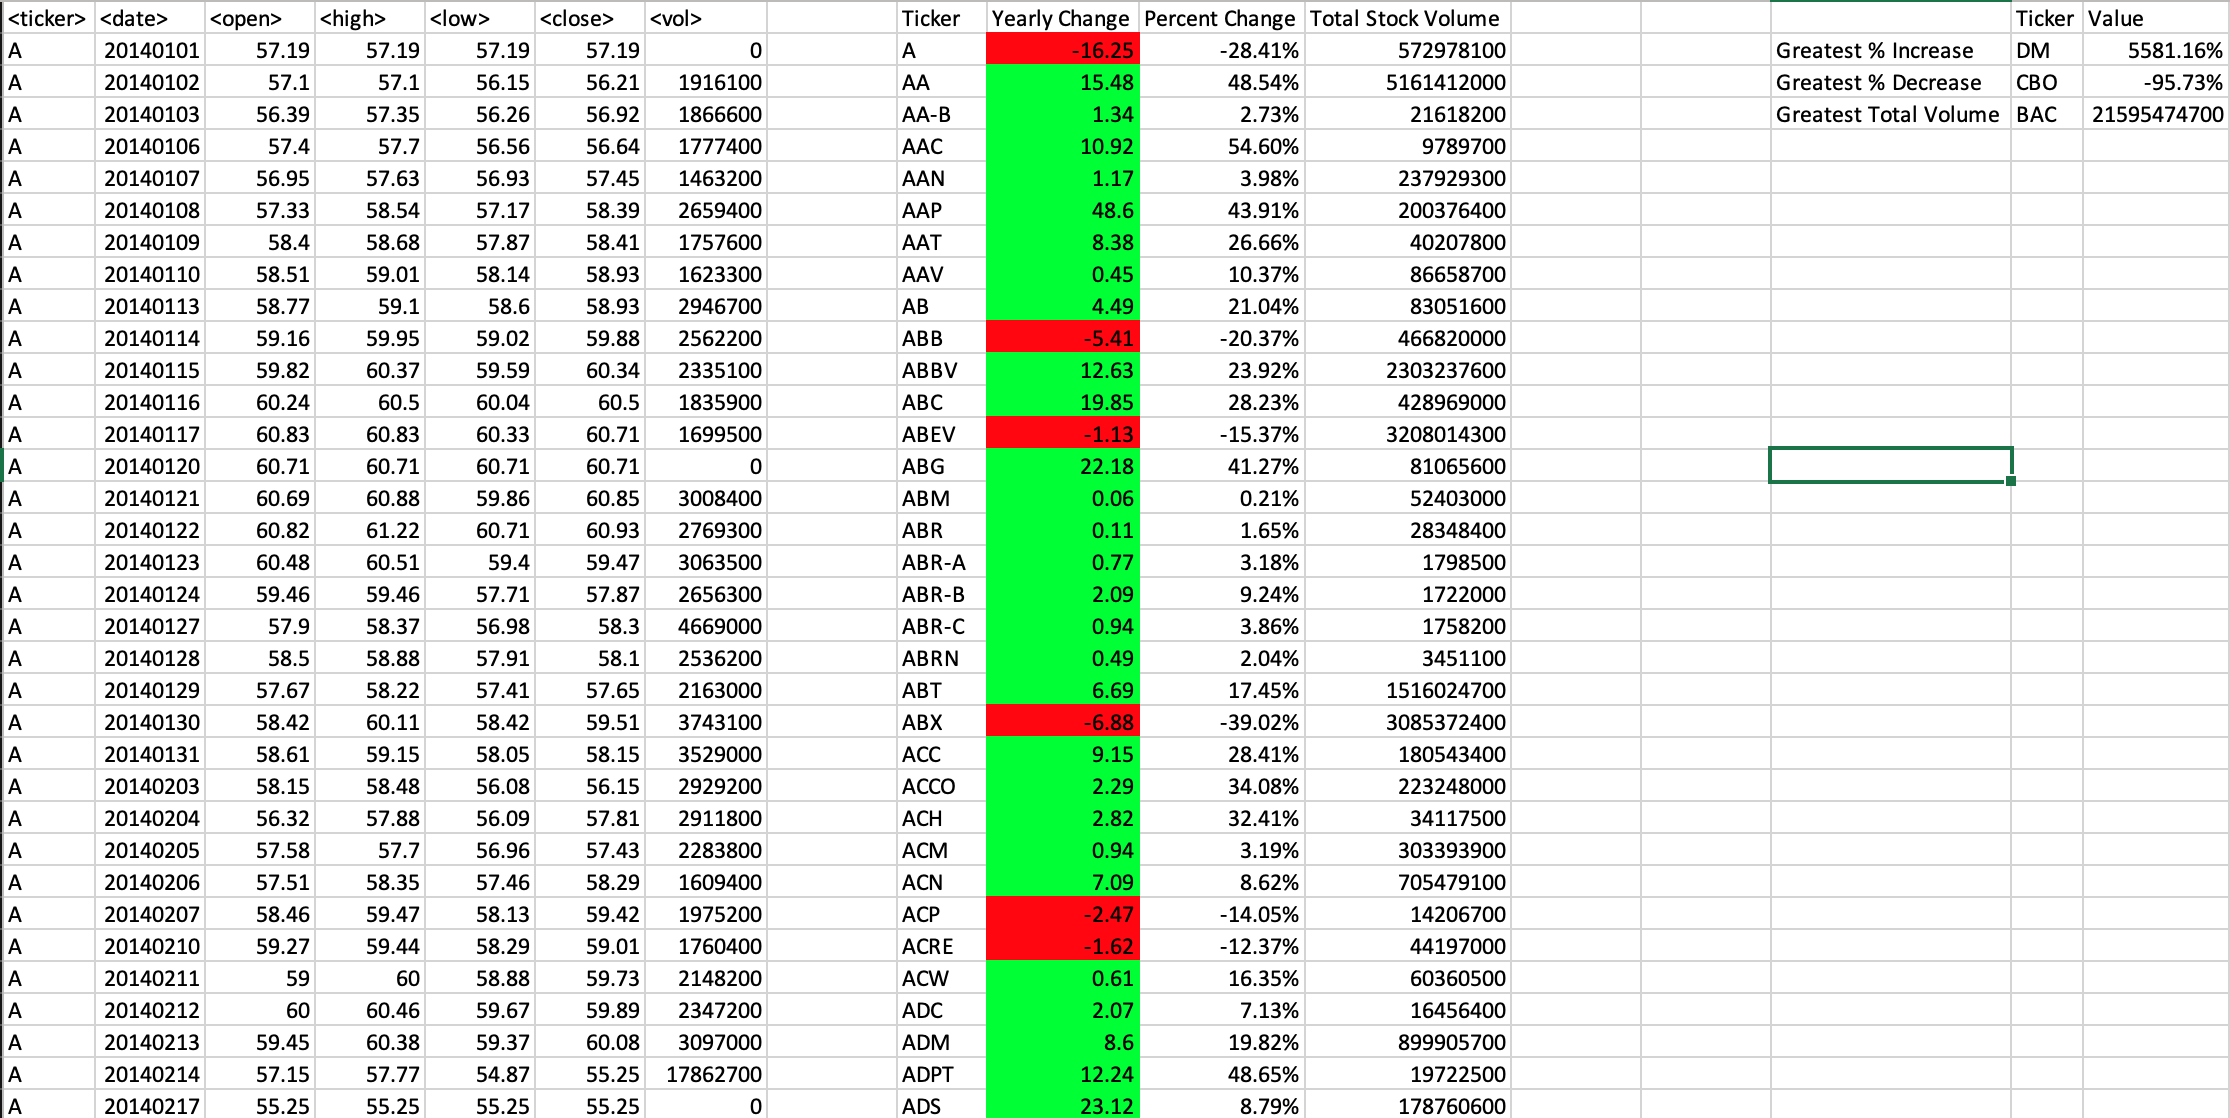 <ticker> <date> <open> <high> <low> <close> <vol> Ticker Yearly Change Percent Change Total Stock Volume Ticker Value
A 20140101 57.19 57.19 57.19 57.19 0 A -16.25 -28.41% 572978100 Greatest % Increase DM 5581.16%
A 20140102 57.1 57.1 56.15 56.21 1916100 AA 15.48 48.54% 5161412000 Greatest % Decrease CBO -95.73%
A 20140103 56.39 57.35 56.26 56.92 1866600 AA-B 1.34 2.73% 21618200 Greatest Total Volume BAC 21595474700
A 20140106 57.4 57.7 56.56 56.64 1777400 AAC 10.92 54.60% 9789700
A 20140107 56.95 57.63 56.93 57.45 1463200 AAN 1.17 3.98% 237929300
A 20140108 57.33 58.54 57.17 58.39 2659400 AAP 48.6 43.91% 200376400
A 20140109 58.4 58.68 57.87 58.41 1757600 AAT 8.38 26.66% 40207800
A 20140110 58.51 59.01 58.14 58.93 1623300 AAV 0.45 10.37% 86658700
A 20140113 58.77 59.1 58.6 58.93 2946700 AB 4.49 21.04% 83051600
A 20140114 59.16 59.95 59.02 59.88 2562200 ABB -5.41 -20.37% 466820000
A 20140115 59.82 60.37 59.59 60.34 2335100 ABBV 12.63 23.92% 2303237600
A 20140116 60.24 60.5 60.04 60.5 1835900 ABC 19.85 28.23% 428969000
A 20140117 60.83 60.83 60.33 60.71 1699500 ABEV -1.13 -15.37% 3208014300
A 20140120 60.71 60.71 60.71 60.71 0 ABG 22.18 41.27% 81065600
A 20140121 60.69 60.88 59.86 60.85 3008400 ABM 0.06 0.21% 52403000
A 20140122 60.82 61.22 60.71 60.93 2769300 ABR 0.11 1.65% 28348400
A 20140123 60.48 60.51 59.4 59.47 3063500 ABR-A 0.77 3.18% 1798500
A 20140124 59.46 59.46 57.71 57.87 2656300 ABR-B 2.09 9.24% 1722000
A 20140127 57.9 58.37 56.98 58.3 4669000 ABR-C 0.94 3.86% 1758200
A 20140128 58.5 58.88 57.91 58.1 2536200 ABRN 0.49 2.04% 3451100
A 20140129 57.67 58.22 57.41 57.65 2163000 ABT 6.69 17.45% 1516024700
A 20140130 58.42 60.11 58.42 59.51 3743100 ABX -6.88 -39.02% 3085372400
A 20140131 58.61 59.15 58.05 58.15 3529000 ACC 9.15 28.41% 180543400
A 20140203 58.15 58.48 56.08 56.15 2929200 ACCO 2.29 34.08% 223248000
A 20140204 56.32 57.88 56.09 57.81 2911800 ACH 2.82 32.41% 34117500
A 20140205 57.58 57.7 56.96 57.43 2283800 ACM 0.94 3.19% 303393900
A 20140206 57.51 58.35 57.46 58.29 1609400 ACN 7.09 8.62% 705479100
A 20140207 58.46 59.47 58.13 59.42 1975200 ACP -2.47 -14.05% 14206700
A 20140210 59.27 59.44 58.29 59.01 1760400 ACRE -1.62 -12.37% 44197000
A 20140211 59 60 58.88 59.73 2148200 ACW 0.61 16.35% 60360500
A 20140212 60 60.46 59.67 59.89 2347200 ADC 2.07 7.13% 16456400
A 20140213 59.45 60.38 59.37 60.08 3097000 ADM 8.6 19.82% 899905700
A 20140214 57.15 57.77 54.87 55.25 17862700 ADPT 12.24 48.65% 19722500
A 20140217 55.25 55.25 55.25 55.25 0 ADS 23.12 8.79% 178760600